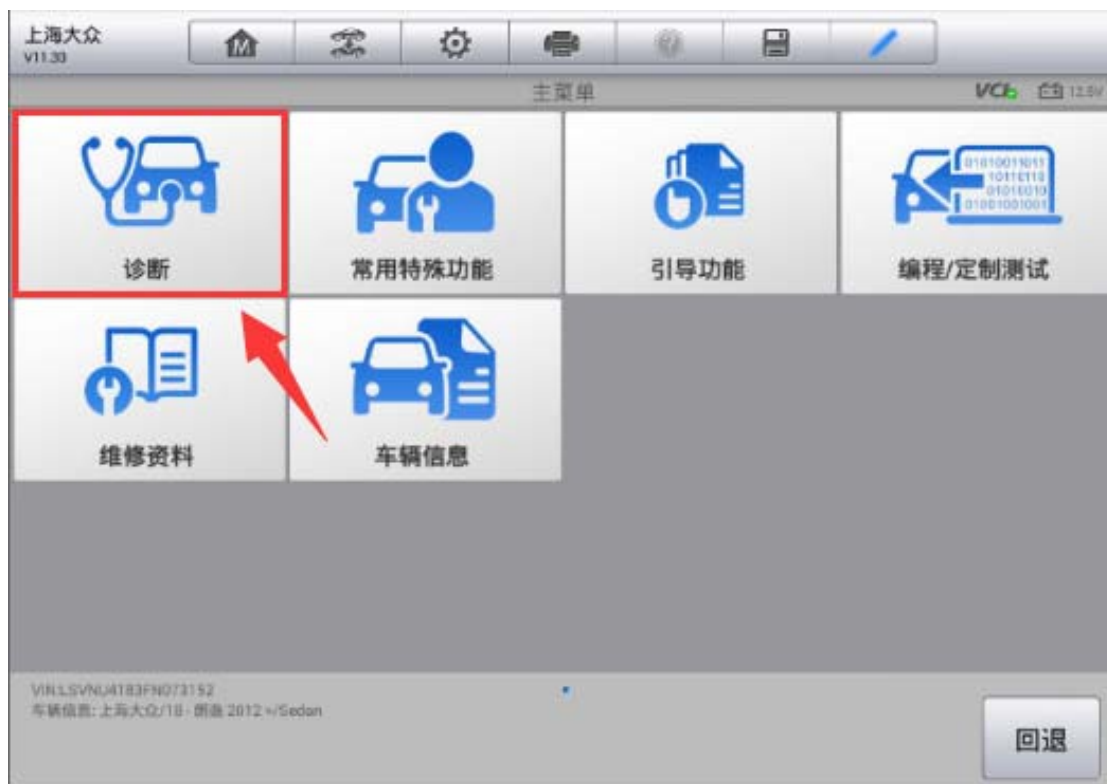 上海大众
V11.30
主菜单
VCI 12.5V
诊断
常用特殊功能
引导功能
编程/定制测试
维修资料
车辆信息
VIN:LSVNU4183FN073152
车辆信息: 上海大众/18 - 朗逸 2012 >/Sedan
回退